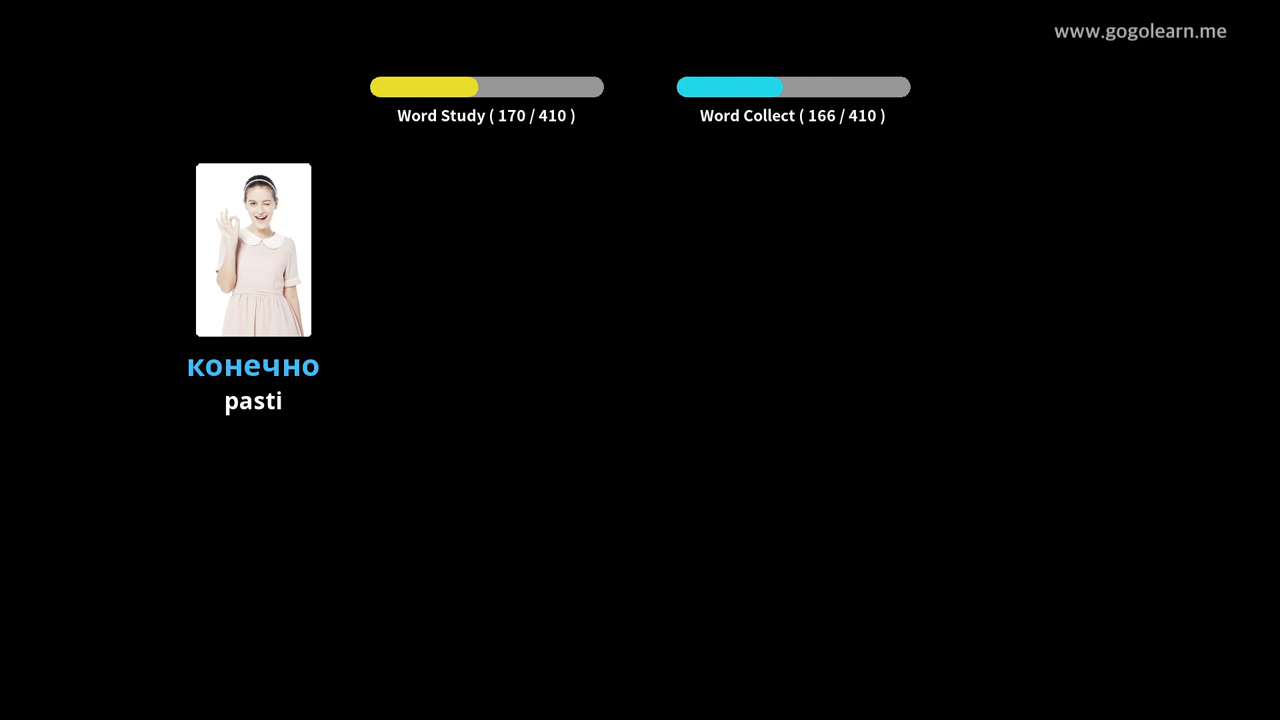 www.gogolearn.me
Word Study ( 170 / 410 )
Word Collect ( 166 / 410 )
конечно
pasti